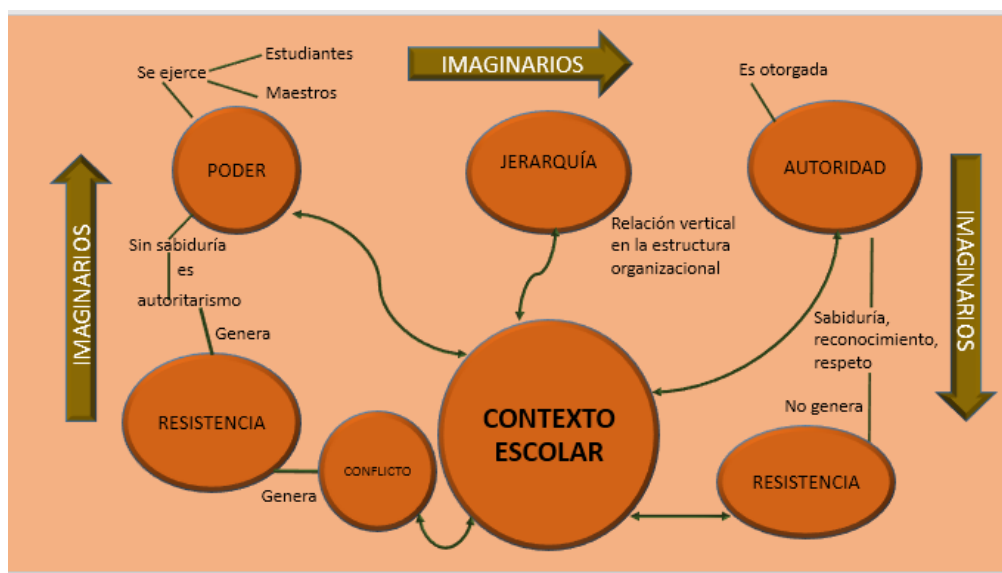 Estudiantes
Se ejerce
Maestros
IMAGINARIOS
Es otorgada
PODER
JERARQUÍA
AUTORIDAD
IMAGINARIOS
Sin sabiduría
es
autoritarismo
Relación vertical
en la estructura
organizacional
IMAGINARIOS
Genera
Sabiduría,
reconocimiento,
respeto
RESISTENCIA
CONTEXTO
ESCOLAR
No genera
CONFLICTO
RESISTENCIA
Genera